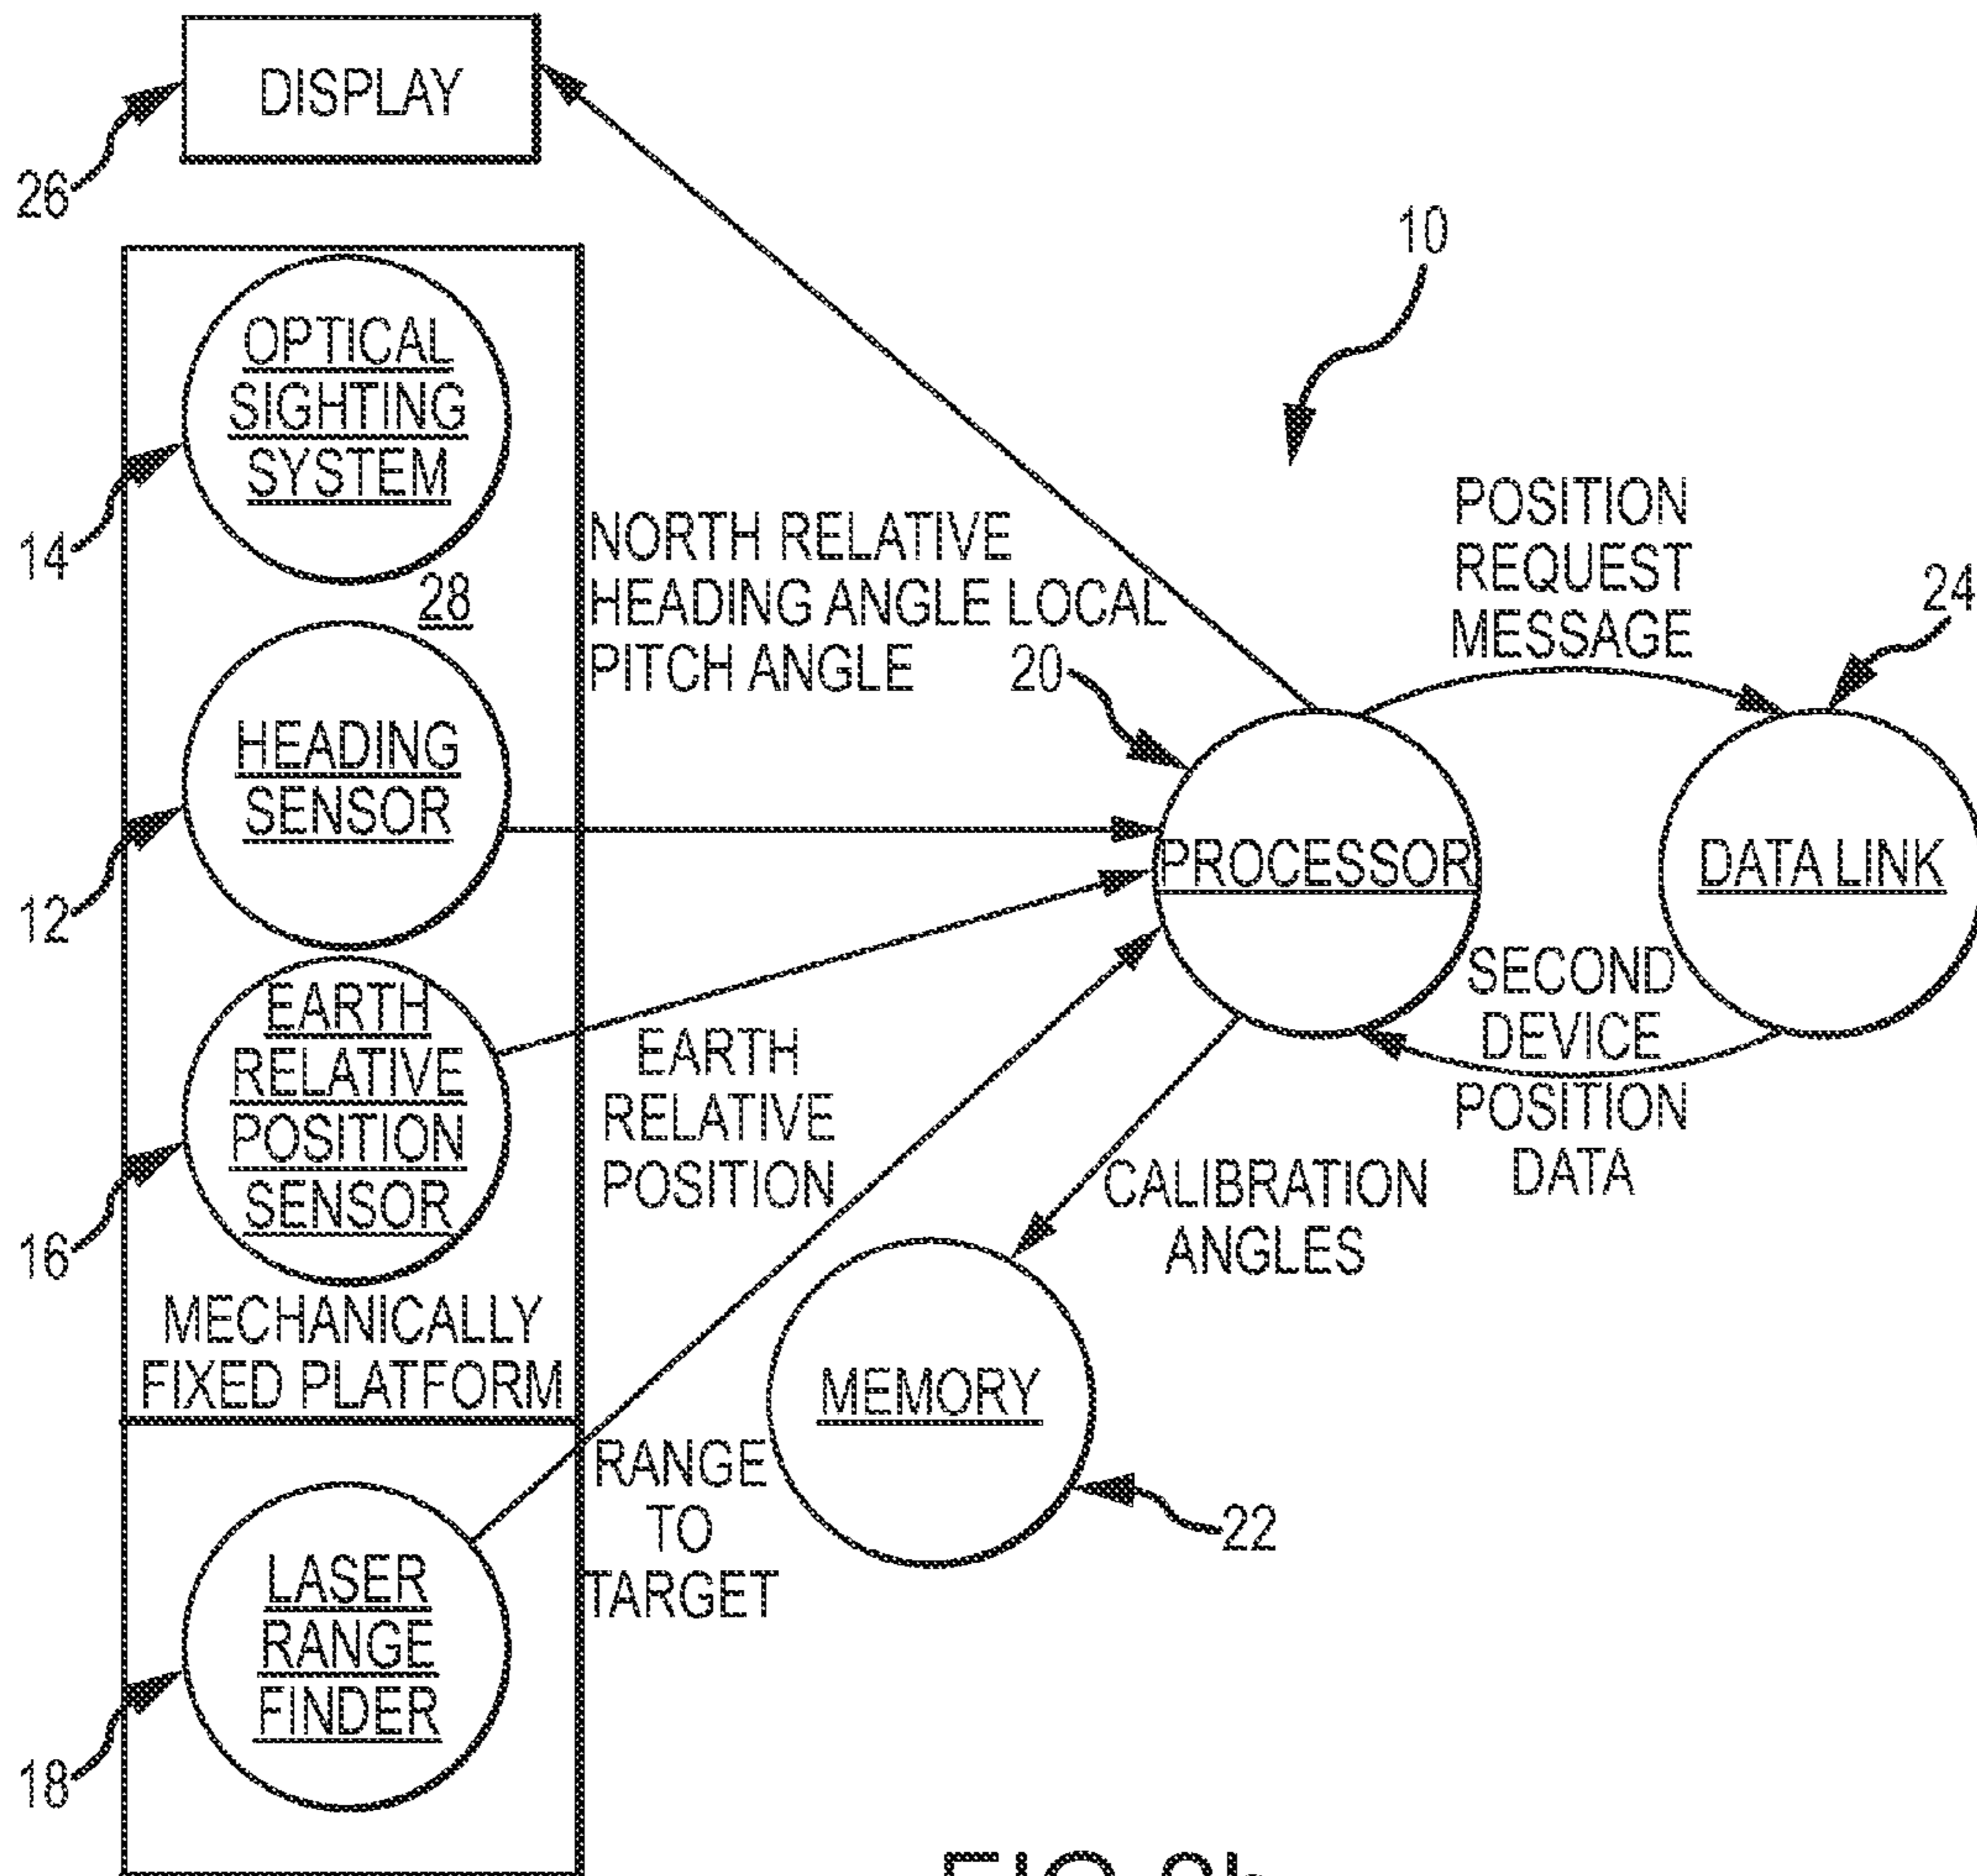 DISPLAY
26
10
OPTICAL
SIGHTING
SYSTEM
14
28
NORTH RELATIVE
HEADING ANGLE LOCAL
PITCH ANGLE
20
POSITION
REQUEST
MESSAGE
24
HEADING
SENSOR
12
PROCESSOR
DATA LINK
SECOND
DEVICE
POSITION
DATA
EARTH
RELATIVE
POSITION
SENSOR
16
EARTH
RELATIVE
POSITION
CALIBRATION
ANGLES
MECHANICALLY
FIXED PLATFORM
MEMORY
22
RANGE
TO
TARGET
LASER
RANGE
FINDER
18